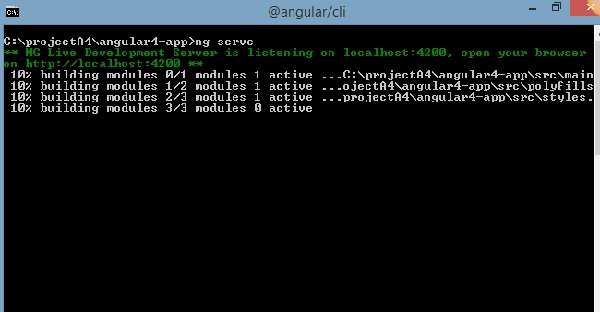 @angular/cli
C:\projectA4\angular4-app>ng serve
** NG Live Development Server is listening on localhost:4200, open your browser
on http://localhost:4200 **
10% building modules 0/1 modules 1 active ...C:\projectA4\angular4-app\src\main
10% building modules 1/2 modules 1 active ...ojectA4\angular4-app\src\polyfills
10% building modules 2/3 modules 1 active ...projectA4\angular4-app\src\styles.
10% building modules 3/3 modules 0 active